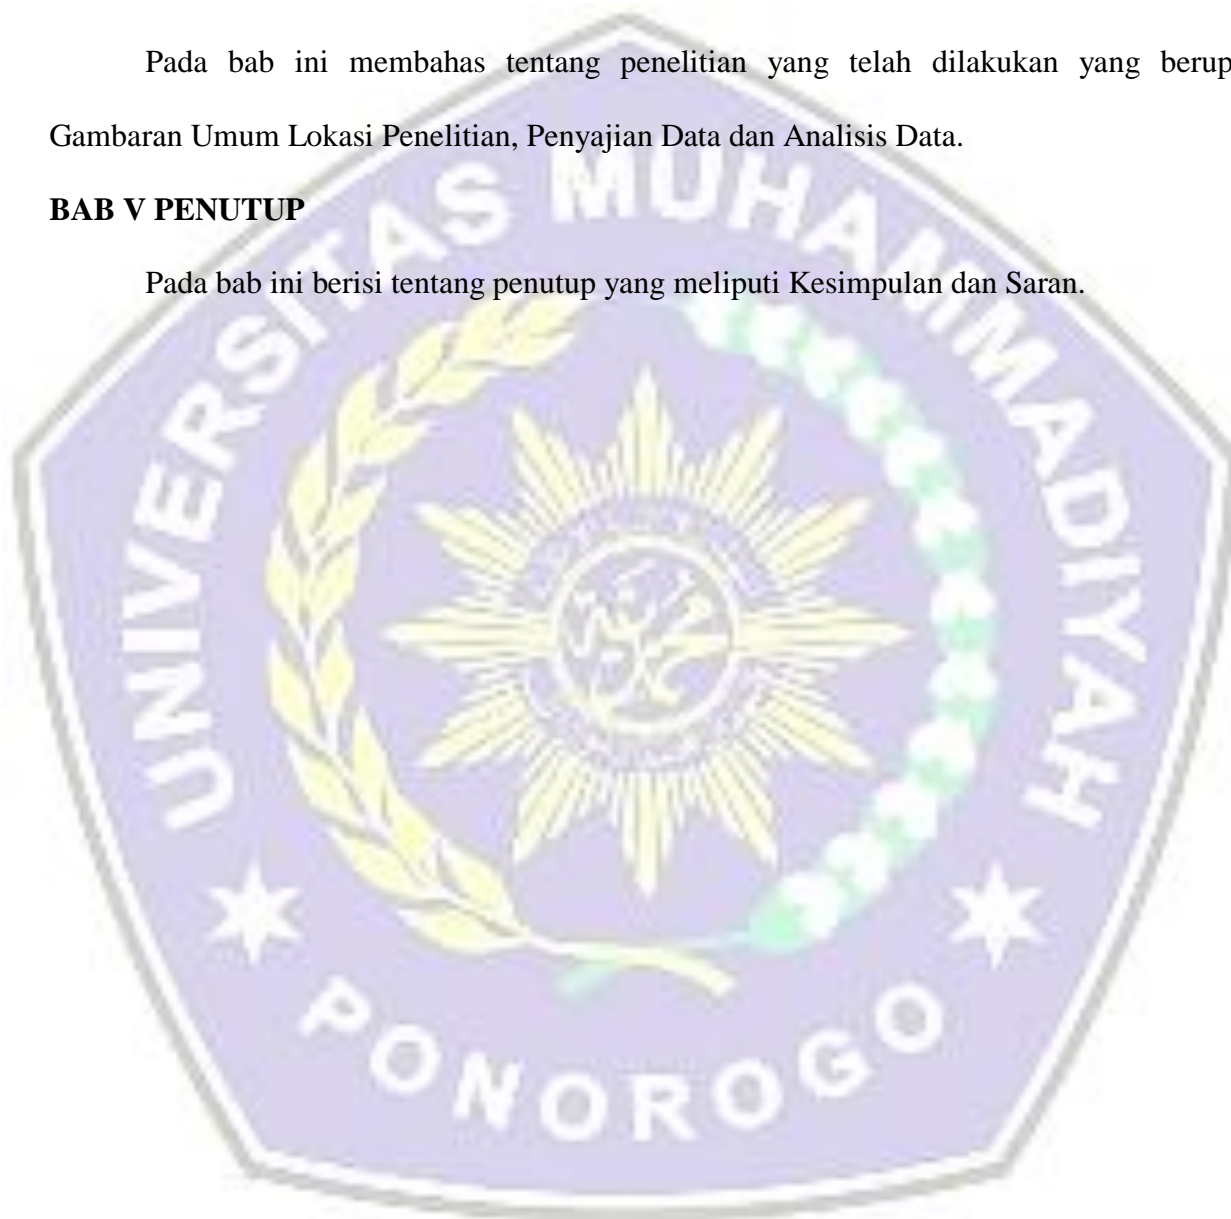 Pada bab ini membahas tentang penelitian yang telah dilakukan yang berup
Gambaran Umum Lokasi Penelitian, Penyajian Data dan Analisis Data.
BAB V PENUTUP
Pada bab ini berisi tentang penutup yang meliputi Kesimpulan dan Saran.
UNIVERSITAS MUHAMMADIYAH
PONOROGO